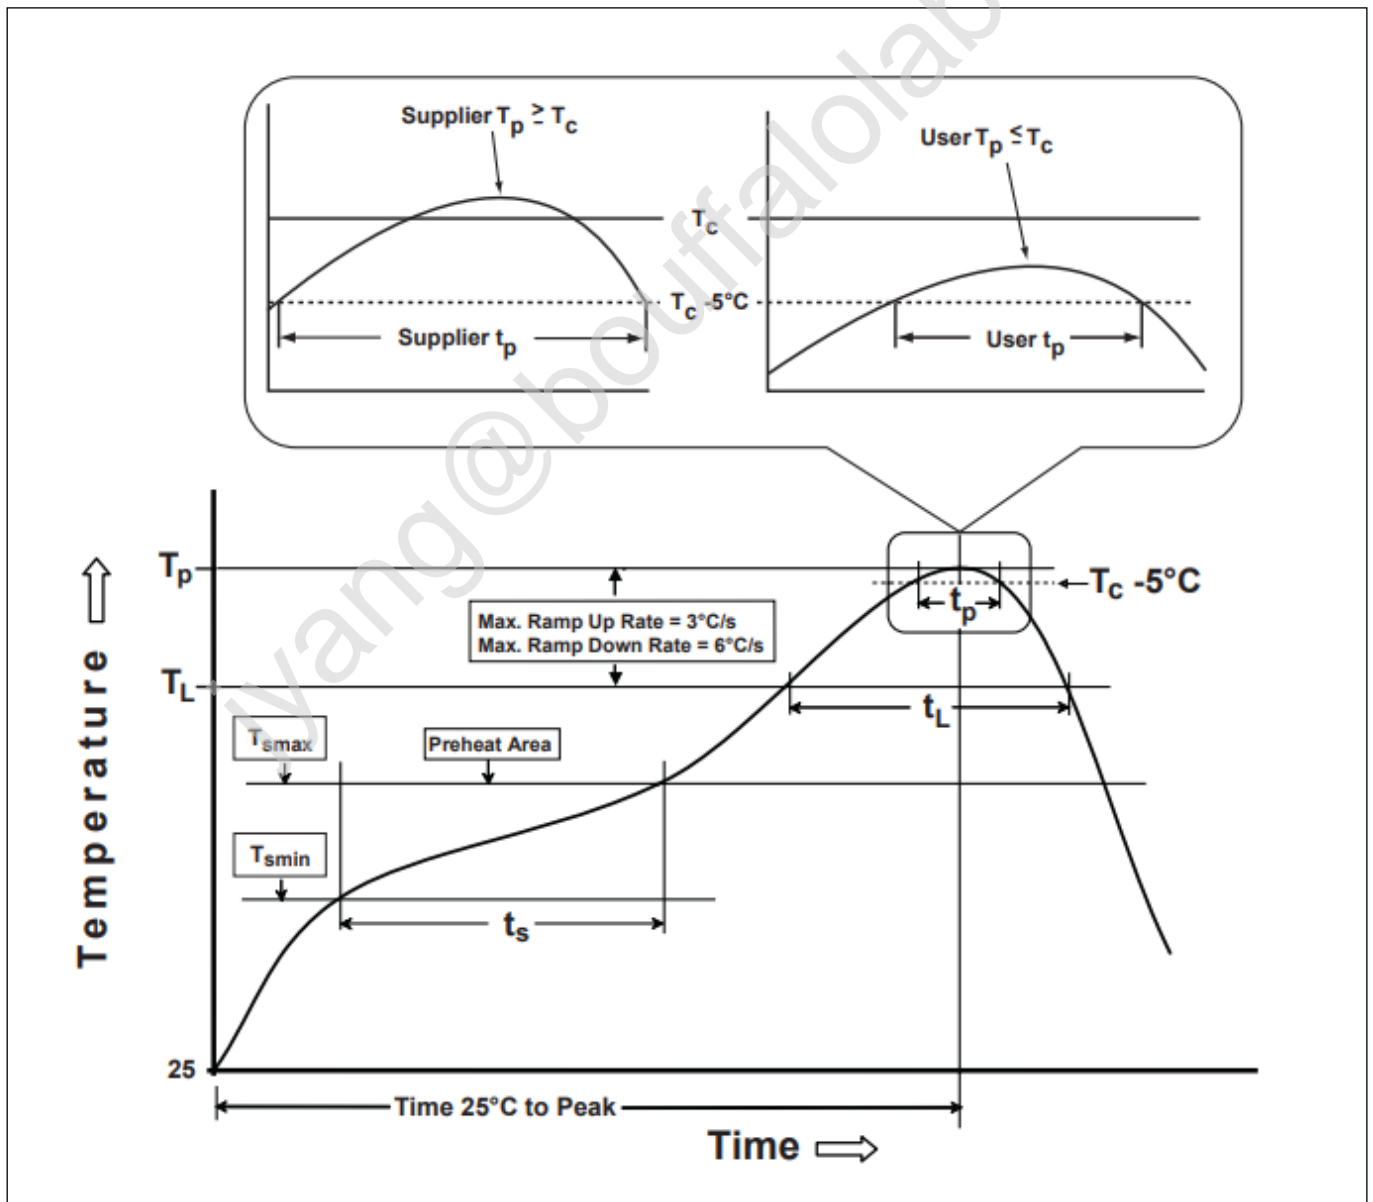 Supplier Tp ≥ Tc
User Tp ≤ Tc
Tc
Tc -5°C
Supplier tp
User tp
Tp
Tc -5°C
tp
Max. Ramp Up Rate = 3°C/s
Max. Ramp Down Rate = 6°C/s
TL
tL
Tsmax
Preheat Area
Tsmin
ts
Temperature
25
Time 25°C to Peak
Time
iyang@bouffalolab